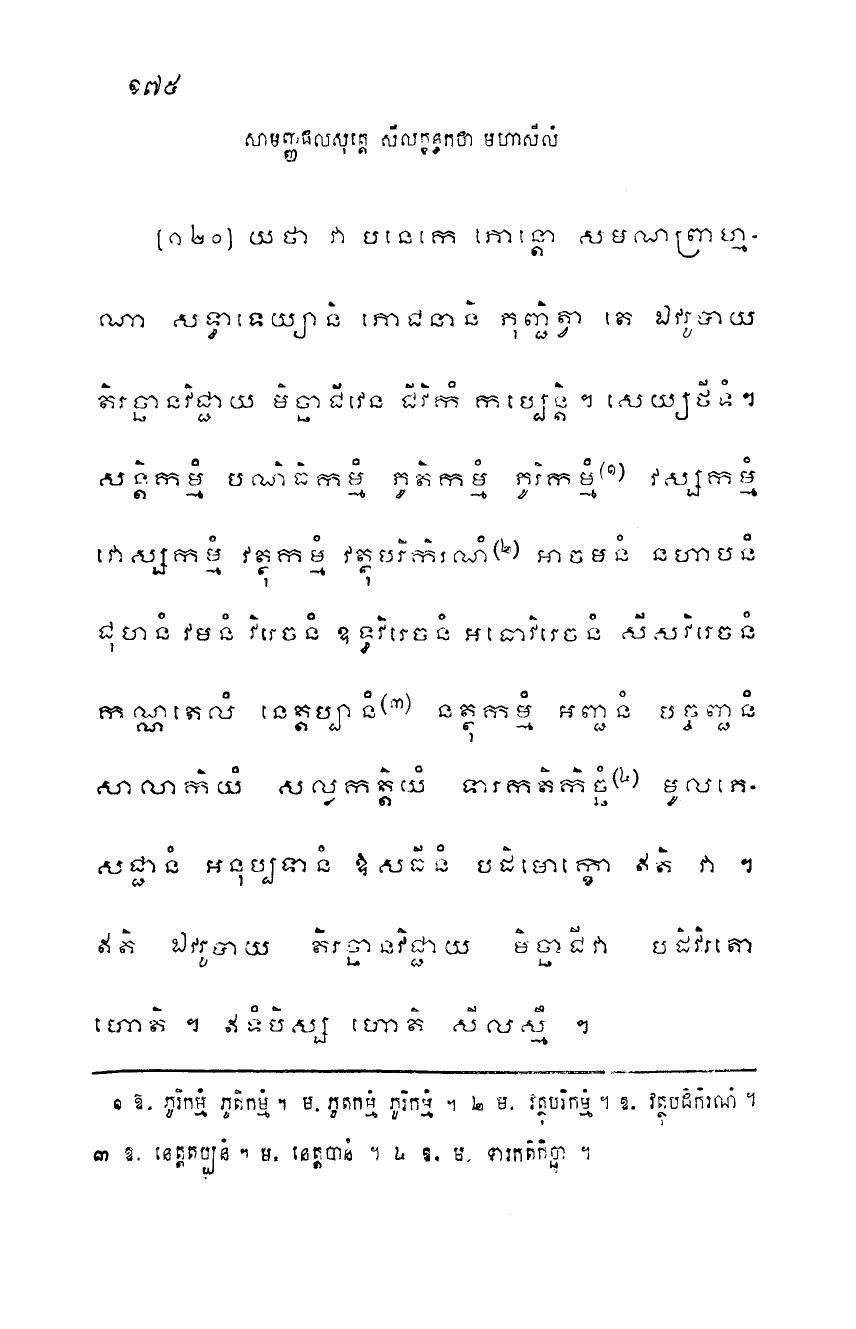 ១៧៥
សាមញ្ញផលសុត្តេ សីលក្ខន្ធកថា មហាសីលំ
[១២០] យថា វា បនេកេ ភោន្តោ សមណព្រាហ្ម-
ណា សទ្ធាទេយ្យានិ ភោជនានិ ភុញ្ជិត្វា តេ ឯវរូបាយ
តិរច្ឆានវិជ្ជាយ មិច្ឆាជីវេន ជីវិកំ កប្បេន្តិ ។ សេយ្យថីទំ ។
សន្តិកម្មំ បណិធិកម្មំ ភូតិកម្មំ ភូរិកម្មំ(១) វស្សកម្មំ
វោស្សកម្មំ វត្ថុកម្មំ វត្ថុបរិករិណំ(២) អាចមនំ នហាបនំ
ជុហនំ វមនំ វិរេចនំ ឧទ្ធវិរេចនំ អធោវិរេចនំ សីសវិរេចនំ
កណ្ណតេលំ នេត្តប្បានំ(៣) នត្ថុកម្មំ អញ្ជនំ បច្ចញ្ជនំ
សាលាកិយំ សល្លកត្តិយំ ទារកតិកិច្ឆំ(៤) មូលភេ-
សជ្ជានំ អនុប្បទានំ ឱសធីនំ បដិមោក្ខោ ឥតិ វា ។
ឥតិ ឯវរូបាយ តិរច្ឆានវិជ្ជាយ មិច្ឆាជីវា បដិវិរតោ
ហោតិ ។ ឥទំបិស្ស ហោតិ សីលស្មឹ ។
១ ឱ. ភូរិកម្មំ ភូតិកម្មំ ។ ម. ភូតកម្មំ ភូរិកម្មំ ។ ២ ម. វត្ថុបរិកម្មំ ។ ឧ. វត្ថុបដិកិរណំ ។
៣ ឧ. នេត្តតប្បនំ ។ ម. នេត្តបានំ ។ ៤ ឧ. ម. ទារកតិកិច្ឆា ។